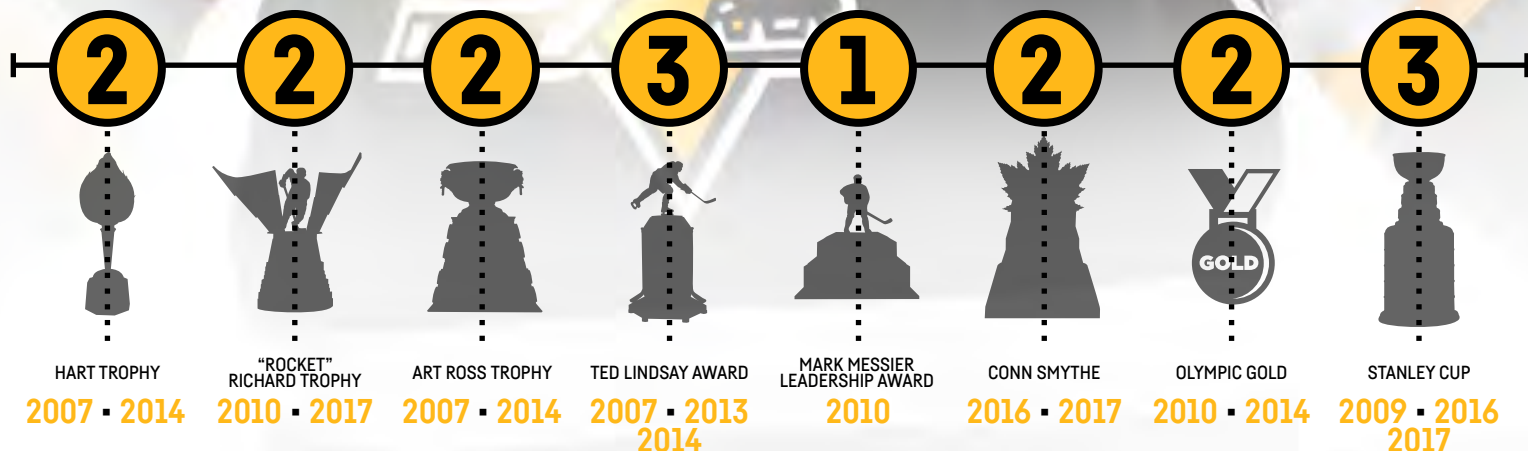 2 2 2 3 1 2 2 3
GOLD
HART TROPHY
2007 ▪ 2014
"ROCKET"
RICHARD TROPHY
2010 ▪ 2017
ART ROSS TROPHY
2007 ▪ 2014
TED LINDSAY AWARD
2007 ▪ 2013
2014
MARK MESSIER
LEADERSHIP AWARD
2010
CONN SMYTHE
2016 ▪ 2017
OLYMPIC GOLD
2010 ▪ 2014
STANLEY CUP
2009 ▪ 2016
2017